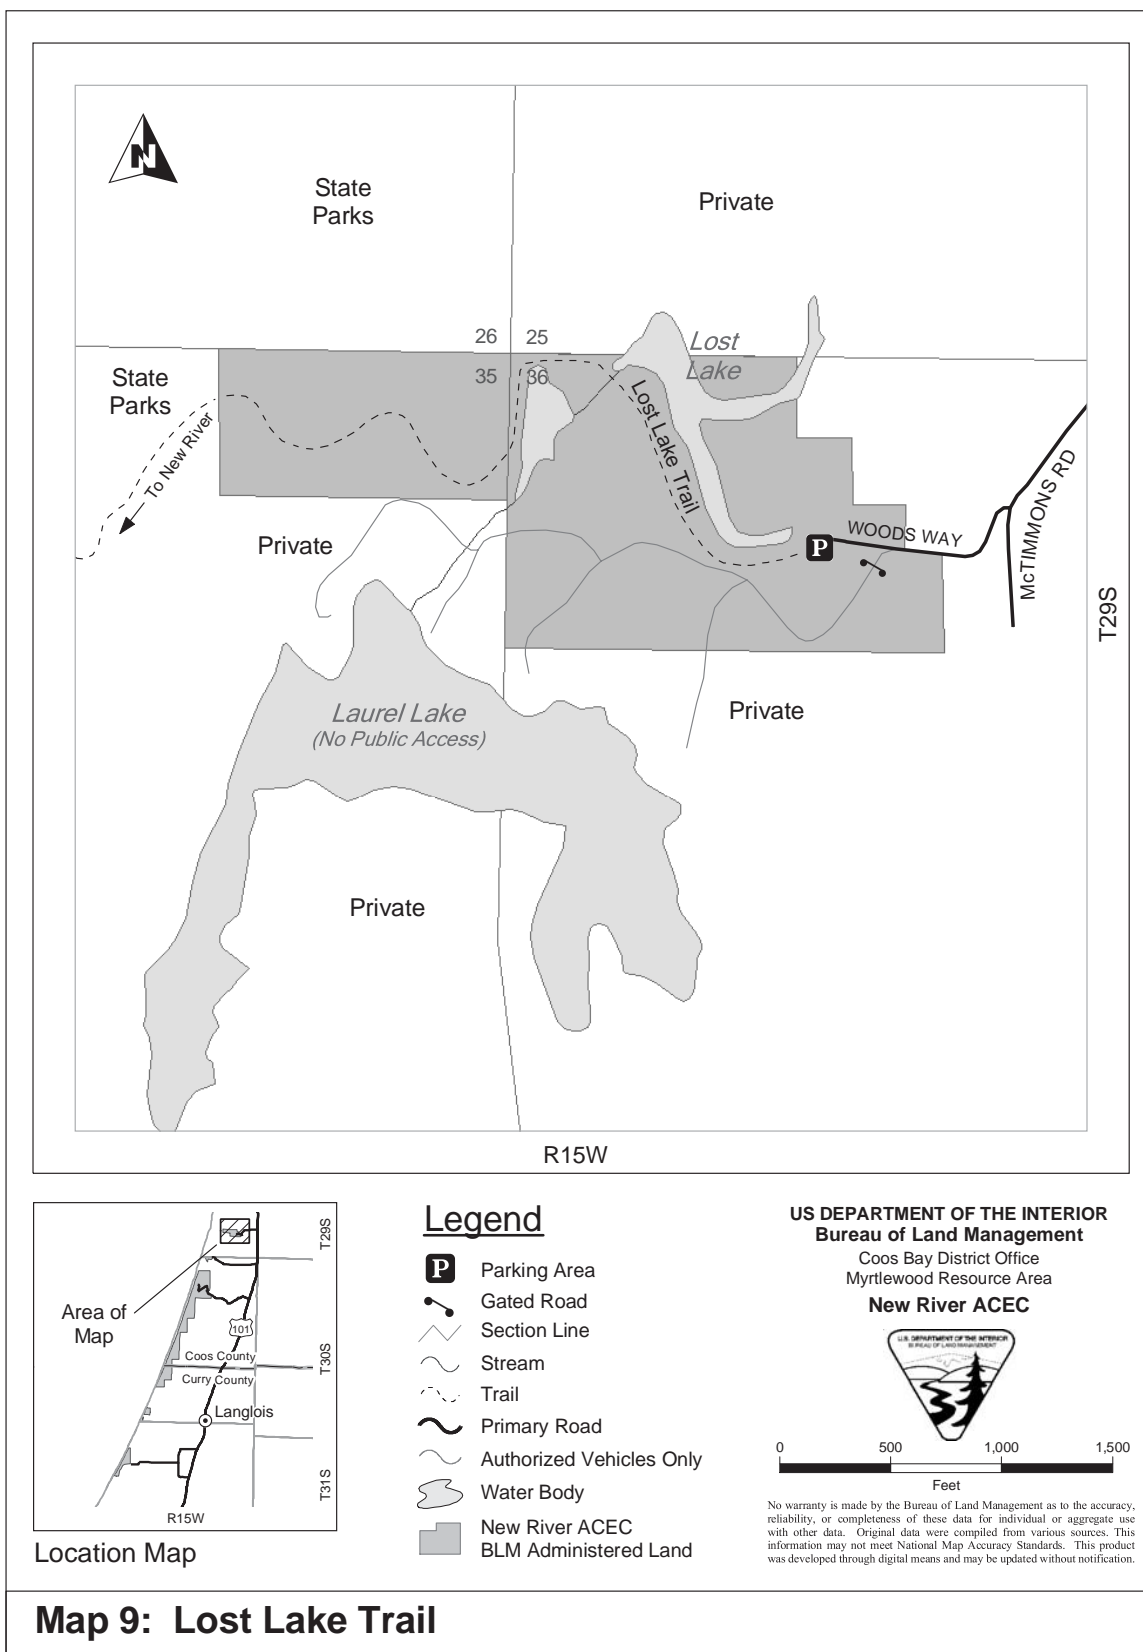 N
State
Parks
Private
26 25
Lost
Lake
35 36
State
Parks
To New River
Lost Lake Trail
P
WOODS WAY
McTIMMONS RD
T29S
Private
Laurel Lake
(No Public Access)
Private
Private
R15W
Area of
Map
T29S
101
Coos County
Curry County
T30S
Langlois
T31S
R15W
Location Map
Legend
P Parking Area
Gated Road
Section Line
Stream
Trail
Primary Road
Authorized Vehicles Only
Water Body
New River ACEC
BLM Administered Land
US DEPARTMENT OF THE INTERIOR
Bureau of Land Management
Coos Bay District Office
Myrtlewood Resource Area
New River ACEC
U.S. DEPARTMENT OF THE INTERIOR
BUREAU OF LAND MANAGEMENT
0 500 1,000 1,500
Feet
No warranty is made by the Bureau of Land Management as to the accuracy,
reliability, or completeness of these data for individual or aggregate use
with other data. Original data were compiled from various sources. This
information may not meet National Map Accuracy Standards. This product
was developed through digital means and may be updated without notification.
Map 9: Lost Lake Trail